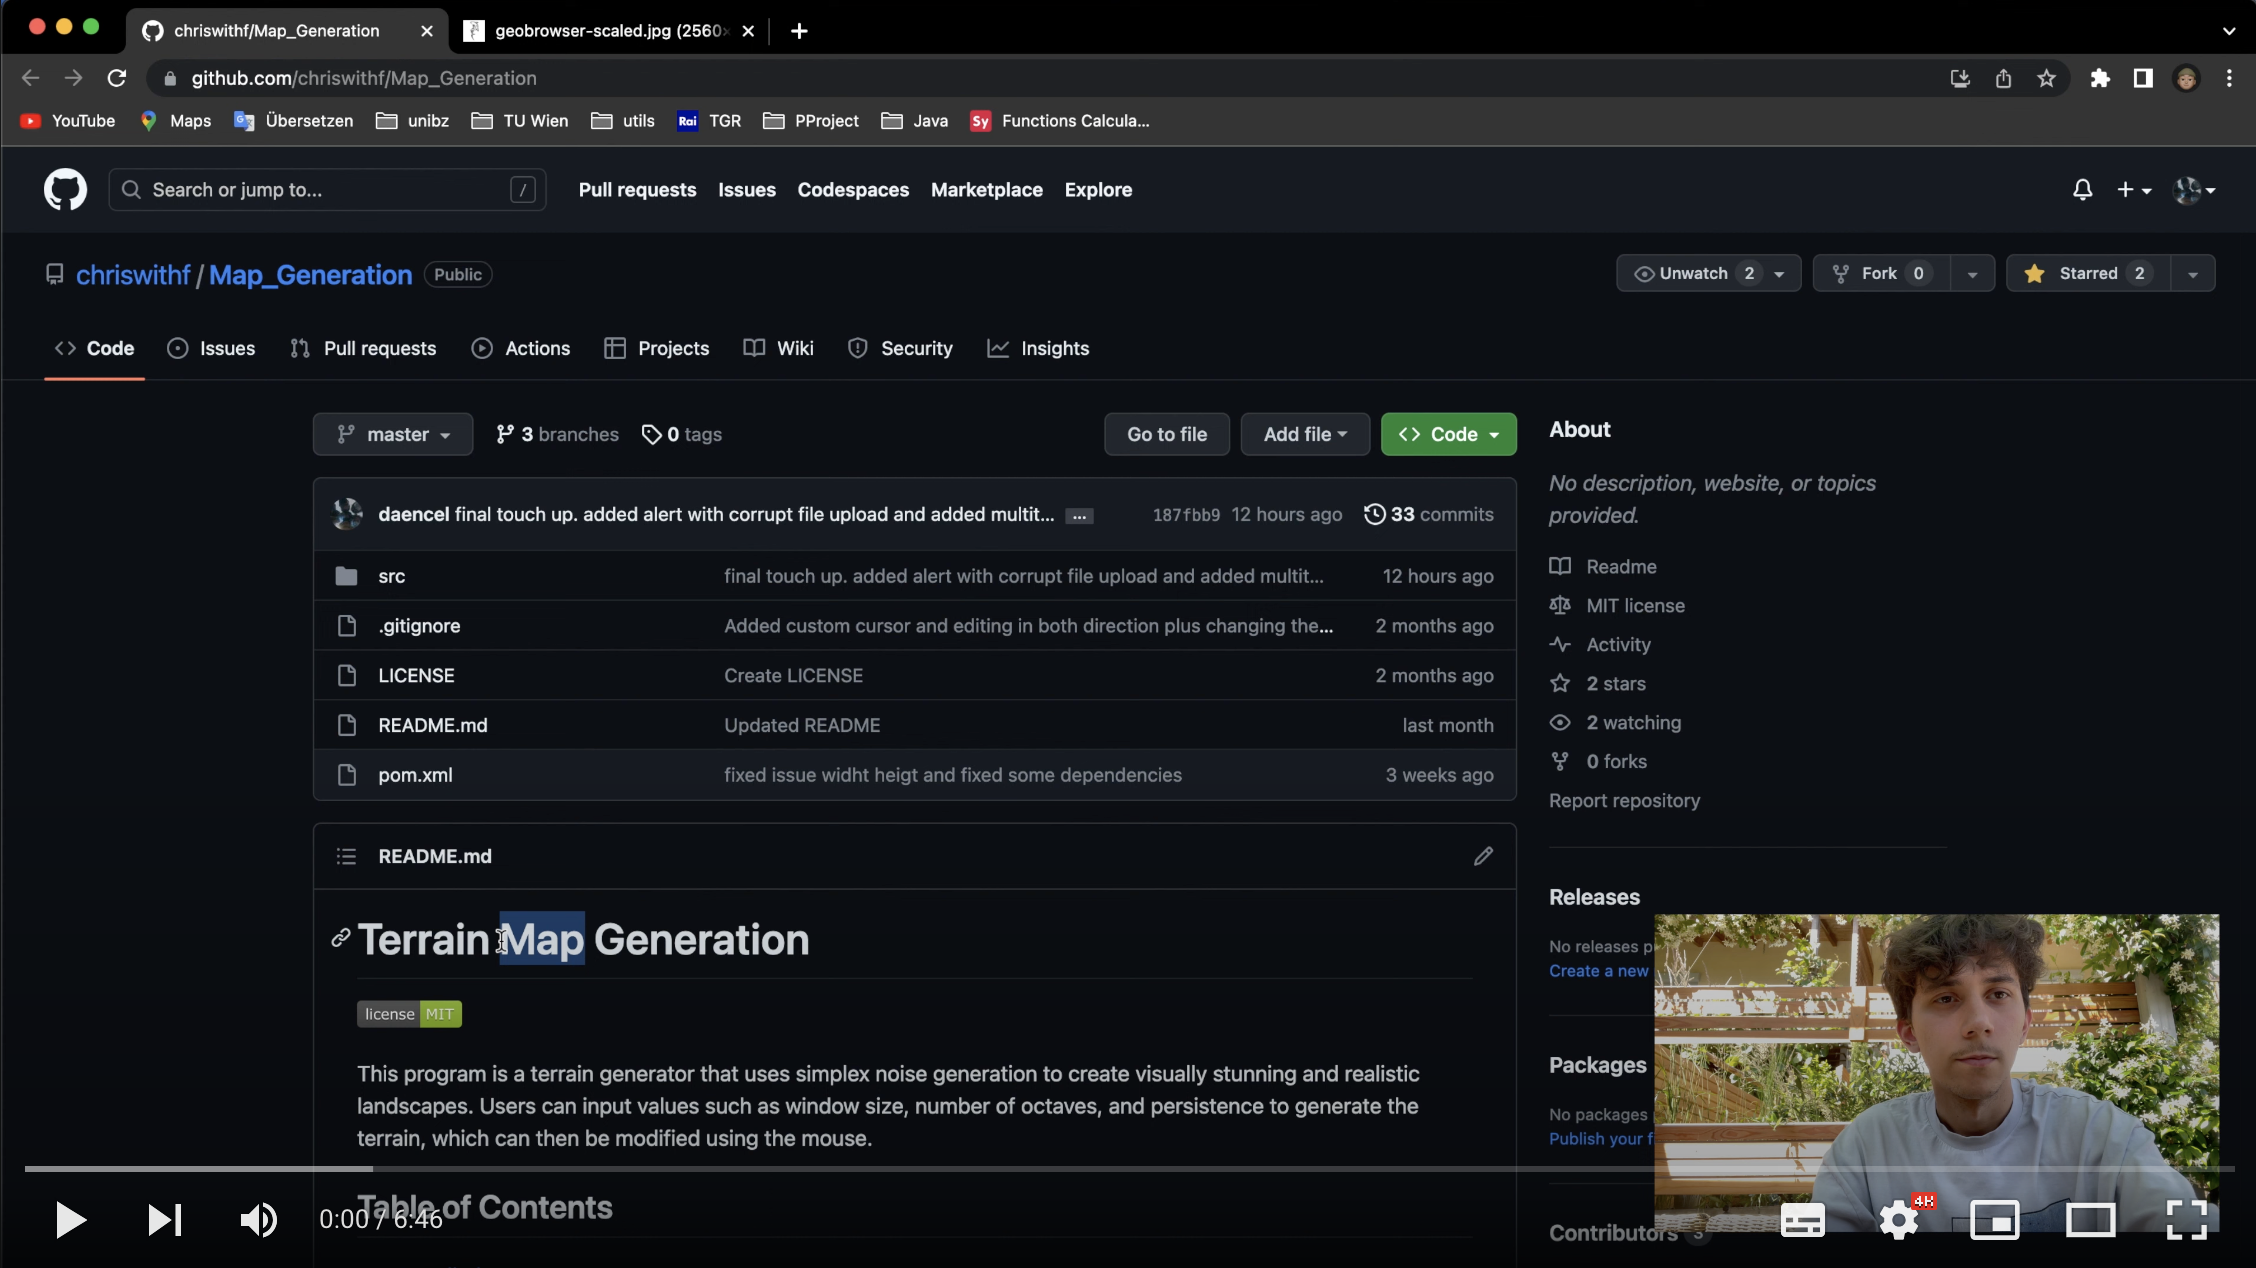 chriswithf/Map_Generation
geobrowser-scaled.jpg (2560×
github.com/chriswithf/Map_Generation
YouTube Maps Übersetzen unibz TU Wien utils Rai TGR PProject Java Sy Functions Calcula...
Search or jump to... /
Pull requests Issues Codespaces Marketplace Explore
chriswithf / Map_Generation Public
Unwatch 2 Fork 0 Starred 2
Code Issues Pull requests Actions Projects Wiki Security Insights
master 3 branches 0 tags Go to file Add file Code
daencel final touch up. added alert with corrupt file upload and added multit... ... 187fbb9 12 hours ago 33 commits
src final touch up. added alert with corrupt file upload and added multit... 12 hours ago
.gitignore Added custom cursor and editing in both direction plus changing the... 2 months ago
LICENSE Create LICENSE 2 months ago
README.md Updated README last month
pom.xml fixed issue widht heigt and fixed some dependencies 3 weeks ago
About
No description, website, or topics
provided.
Readme
MIT license
Activity
2 stars
2 watching
0 forks
Report repository
README.md
Terrain Map Generation
license MIT
This program is a terrain generator that uses simplex noise generation to create visually stunning and realistic
landscapes. Users can input values such as window size, number of octaves, and persistence to generate the
terrain, which can then be modified using the mouse.
Table of Contents
Releases
No releases p
Create a new
Packages
No packages
Publish your f
Contributors 3
0:00 / 6:46
4K